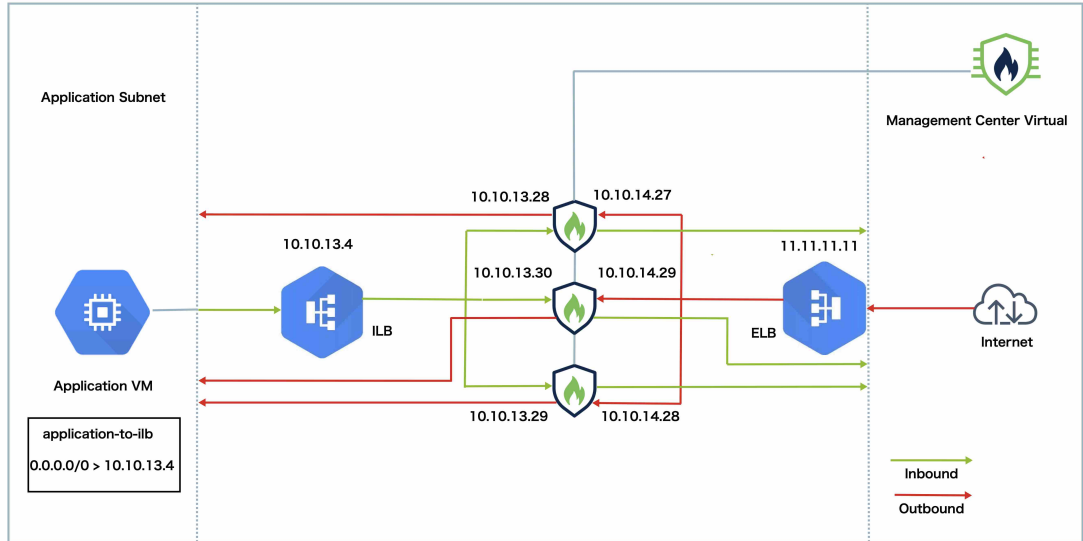 Application Subnet
Management Center Virtual
10.10.13.28
10.10.14.27
10.10.13.4
11.11.11.11
10.10.13.30
10.10.14.29
ILB
ELB
Internet
Application VM
10.10.13.29
10.10.14.28
application-to-ilb
0.0.0.0/0 > 10.10.13.4
Inbound
Outbound